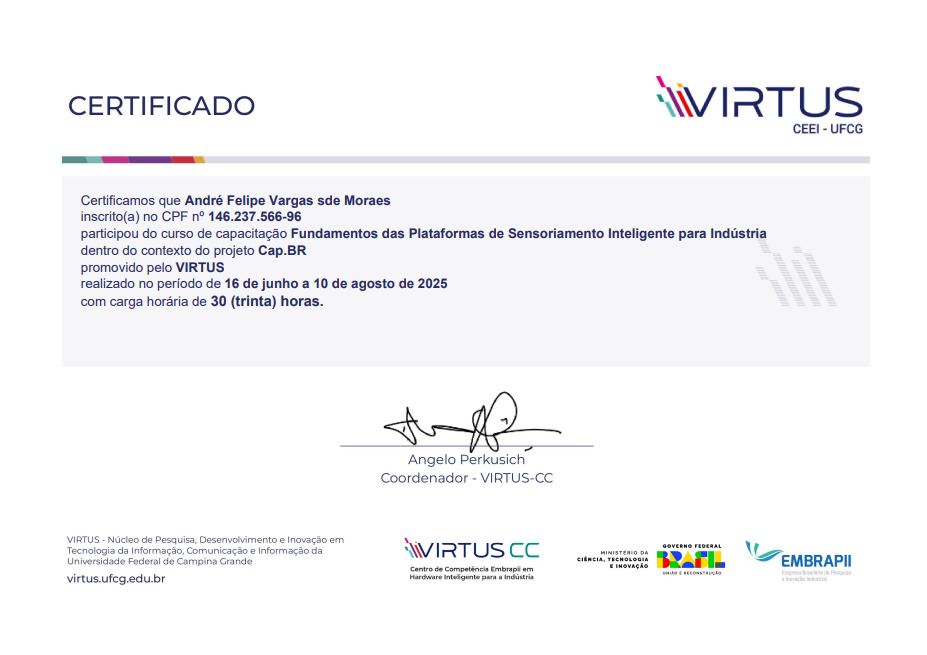 CERTIFICADO
VIRTUS
CEEI - UFCG
Certificamos que André Felipe Vargas sde Moraes
inscrito(a) no CPF nº 146.237.566-96
participou do curso de capacitação Fundamentos das Plataformas de Sensoriamento Inteligente para Indústria
dentro do contexto do projeto Cap.BR
promovido pelo VIRTUS
realizado no período de 16 de junho a 10 de agosto de 2025
com carga horária de 30 (trinta) horas.
Angelo Perkusich
Coordenador - VIRTUS-CC
VIRTUS - Núcleo de Pesquisa, Desenvolvimento e Inovação em
Tecnologia da Informação, Comunicação e Informação da
Universidade Federal de Campina Grande
virtus.ufcg.edu.br
VIRTUS CC
Centro de Competência Embrapii em
Hardware Inteligente para a Indústria
MINISTÉRIO DA
CIÊNCIA, TECNOLOGIA
E INOVAÇÃO
GOVERNO FEDERAL
BRASIL
UNIÃO E RECONSTRUÇÃO
EMBRAPII
Empresa Brasileira de Pesquisa
e Inovação Industrial